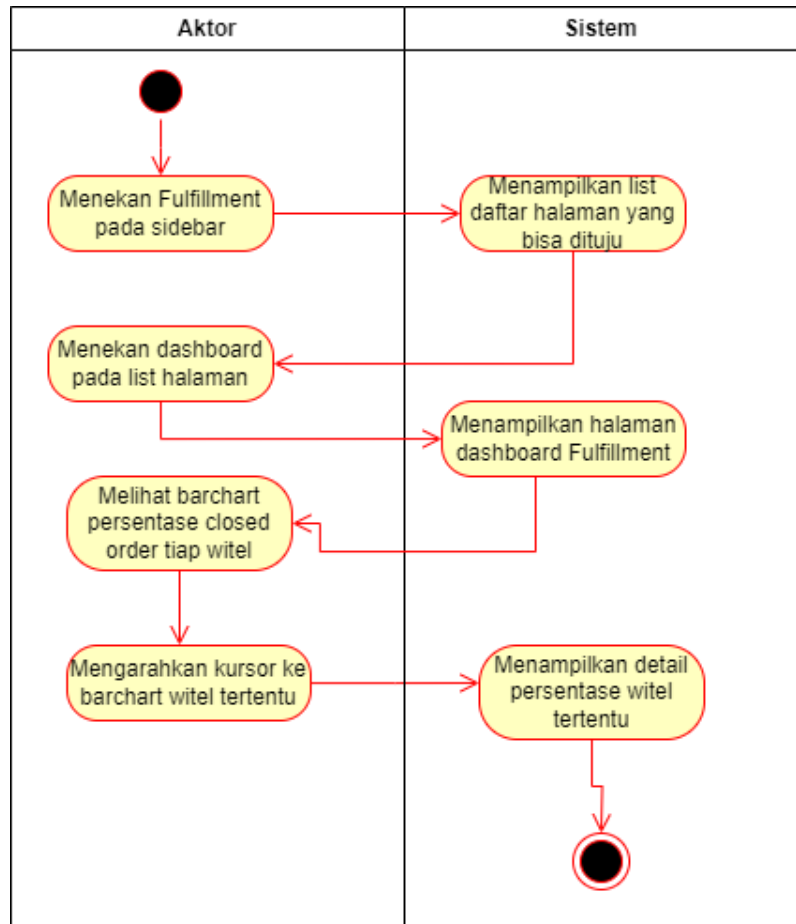 Aktor
Sistem
Menekan Fulfillment
pada sidebar
Menampilkan list
daftar halaman yang
bisa dituju
Menekan dashboard
pada list halaman
Menampilkan halaman
dashboard Fulfillment
Melihat barchart
persentase closed
order tiap witel
Mengarahkan kursor ke
barchart witel tertentu
Menampilkan detail
persentase witel
tertentu